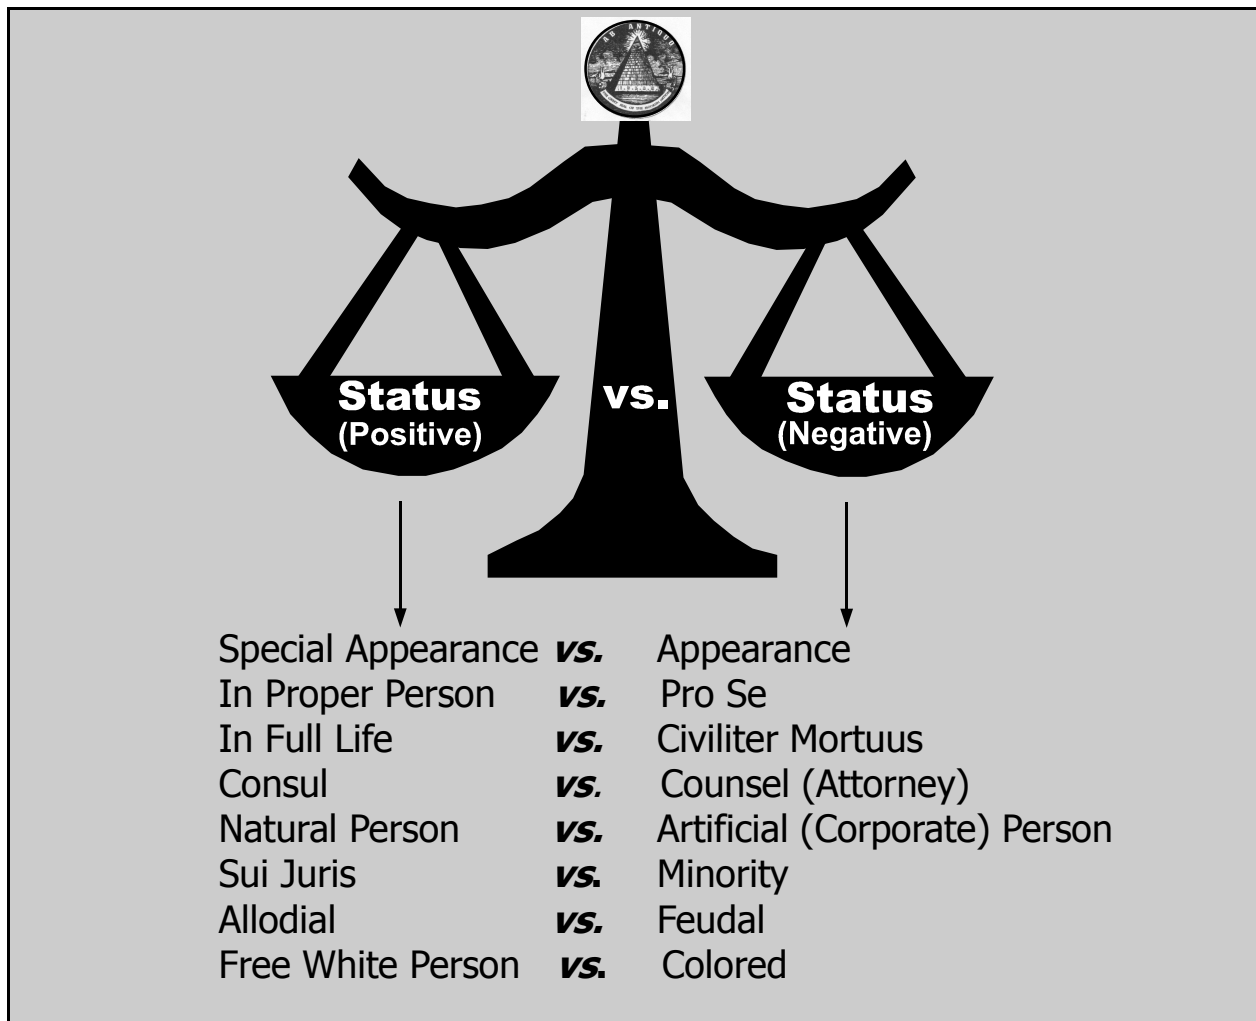 AB ANTIQUO
Status vs. Status
(Positive) (Negative)
Special Appearance vs. Appearance
In Proper Person vs. Pro Se
In Full Life vs. Civiliter Mortuus
Consul vs. Counsel (Attorney)
Natural Person vs. Artificial (Corporate) Person
Sui Juris vs. Minority
Allodial vs. Feudal
Free White Person vs. Colored